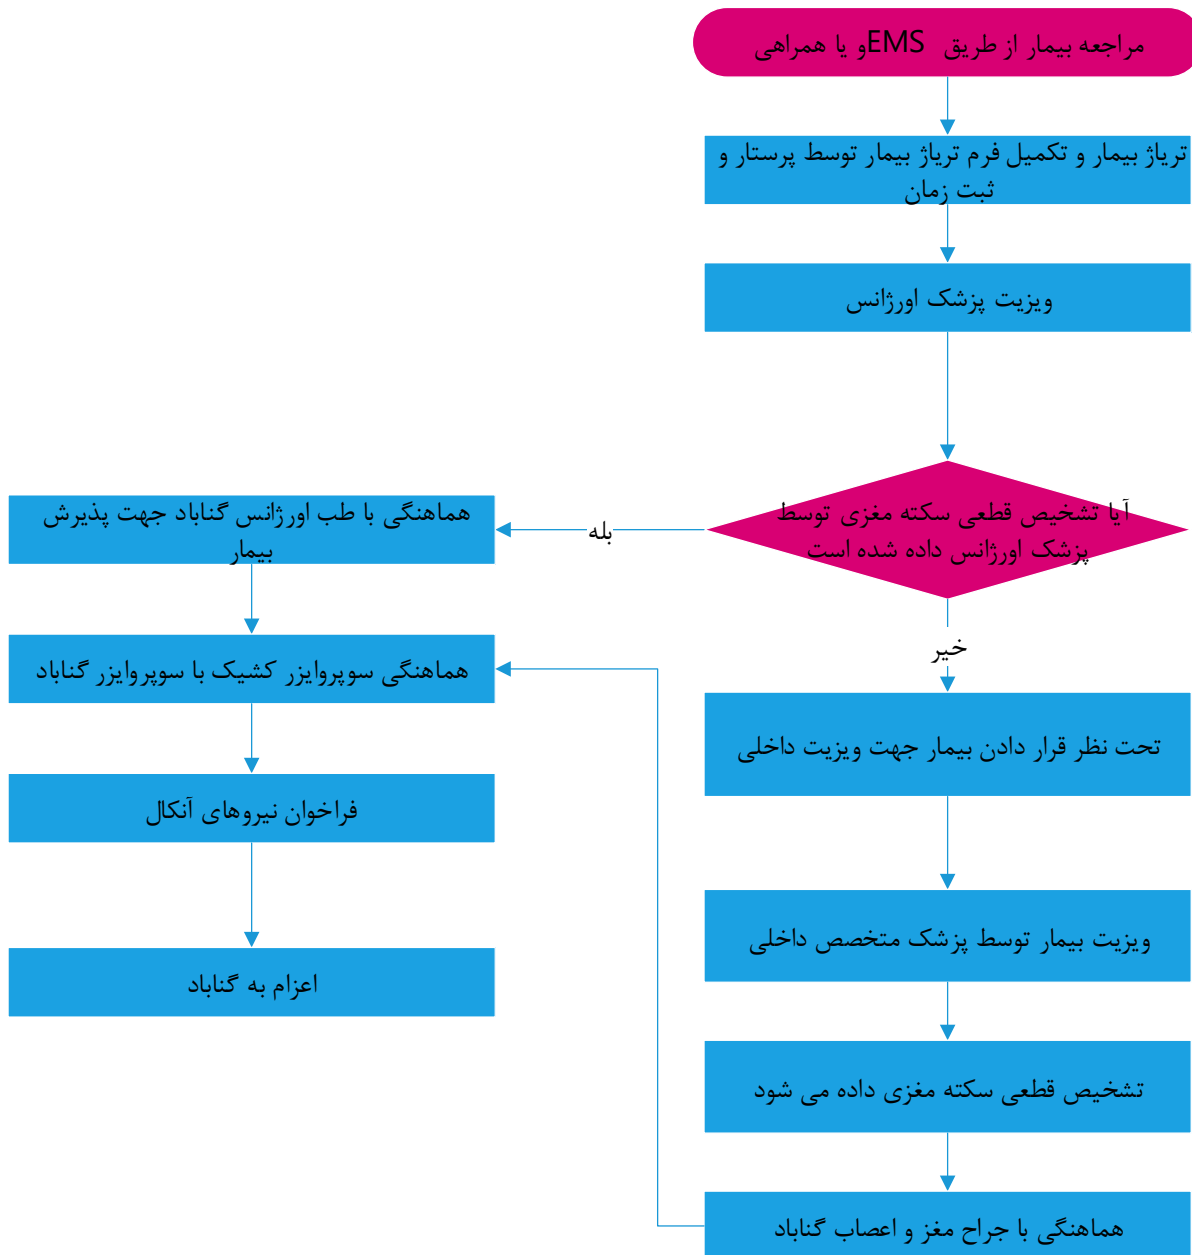 مراجعه بیمار از طریق EMSو یا همراهی
تریاژ بیمار و تکمیل فرم تریاژ بیمار توسط پرستار و
ثبت زمان
ویزیت پزشک اورژانس
آیا تشخیص قطعی سکته مغزی توسط
پزشک اورژانس داده شده است
بله
هماهنگی با طب اورژانس گناباد جهت پذیرش
بیمار
هماهنگی سوپروایزر کشیک با سوپروایزر گناباد
فراخوان نیروهای آنکال
اعزام به گناباد
خیر
تحت نظر قرار دادن بیمار جهت ویزیت داخلی
ویزیت بیمار توسط پزشک متخصص داخلی
تشخیص قطعی سکته مغزی داده می شود
هماهنگی با جراح مغز و اعصاب گناباد